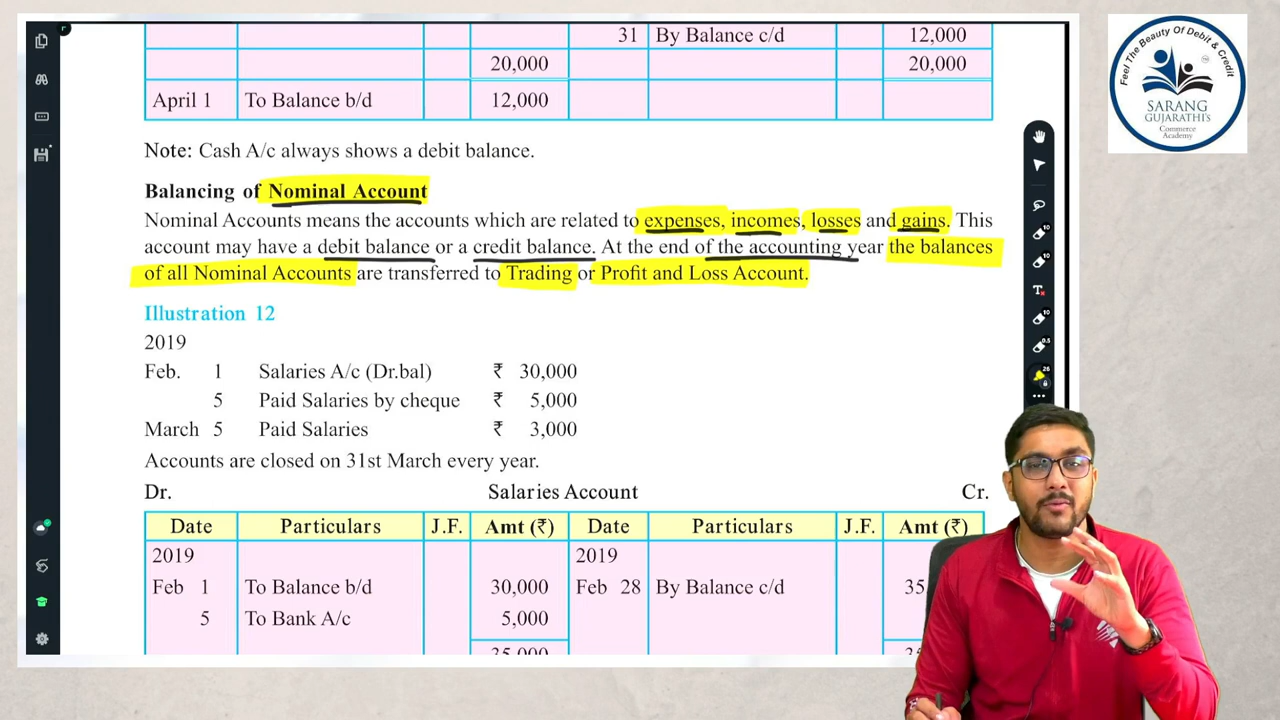 31 By Balance c/d 12,000
20,000 20,000
April 1 To Balance b/d 12,000
Note: Cash A/c always shows a debit balance.
Balancing of Nominal Account
Nominal Accounts means the accounts which are related to expenses, incomes, losses and gains. This
account may have a debit balance or a credit balance. At the end of the accounting year the balances
of all Nominal Accounts are transferred to Trading or Profit and Loss Account.
Illustration 12
2019
Feb. 1 Salaries A/c (Dr.bal) ₹ 30,000
5 Paid Salaries by cheque ₹ 5,000
March 5 Paid Salaries ₹ 3,000
Accounts are closed on 31st March every year.
Dr. Salaries Account Cr.
Date Particulars J.F. Amt (₹) Date Particulars J.F. Amt (₹)
2019 2019
Feb 1 To Balance b/d 30,000 Feb 28 By Balance c/d 35
5 To Bank A/c 5,000
35,000
Feel The Beauty Of Debit & Credit
SARANG
GUJARATHI'S
Commerce
Academy